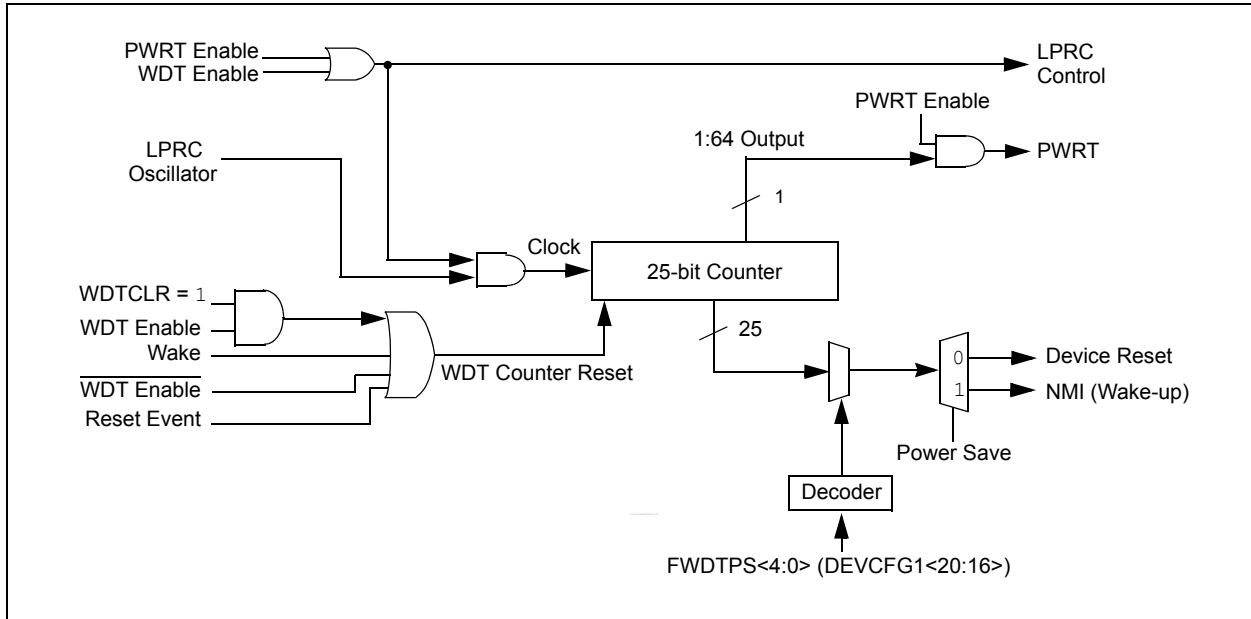 PWRT Enable
WDT Enable
LPRC
Control
PWRT Enable
1:64 Output
PWRT
LPRC
Oscillator
1
Clock
25-bit Counter
WDTCLR = 1
WDT Enable
Wake
25
WDT Counter Reset
WDT Enable
Reset Event
0
Device Reset
1
NMI (Wake-up)
Power Save
Decoder
FWDTPS<4:0> (DEVCFG1<20:16>)